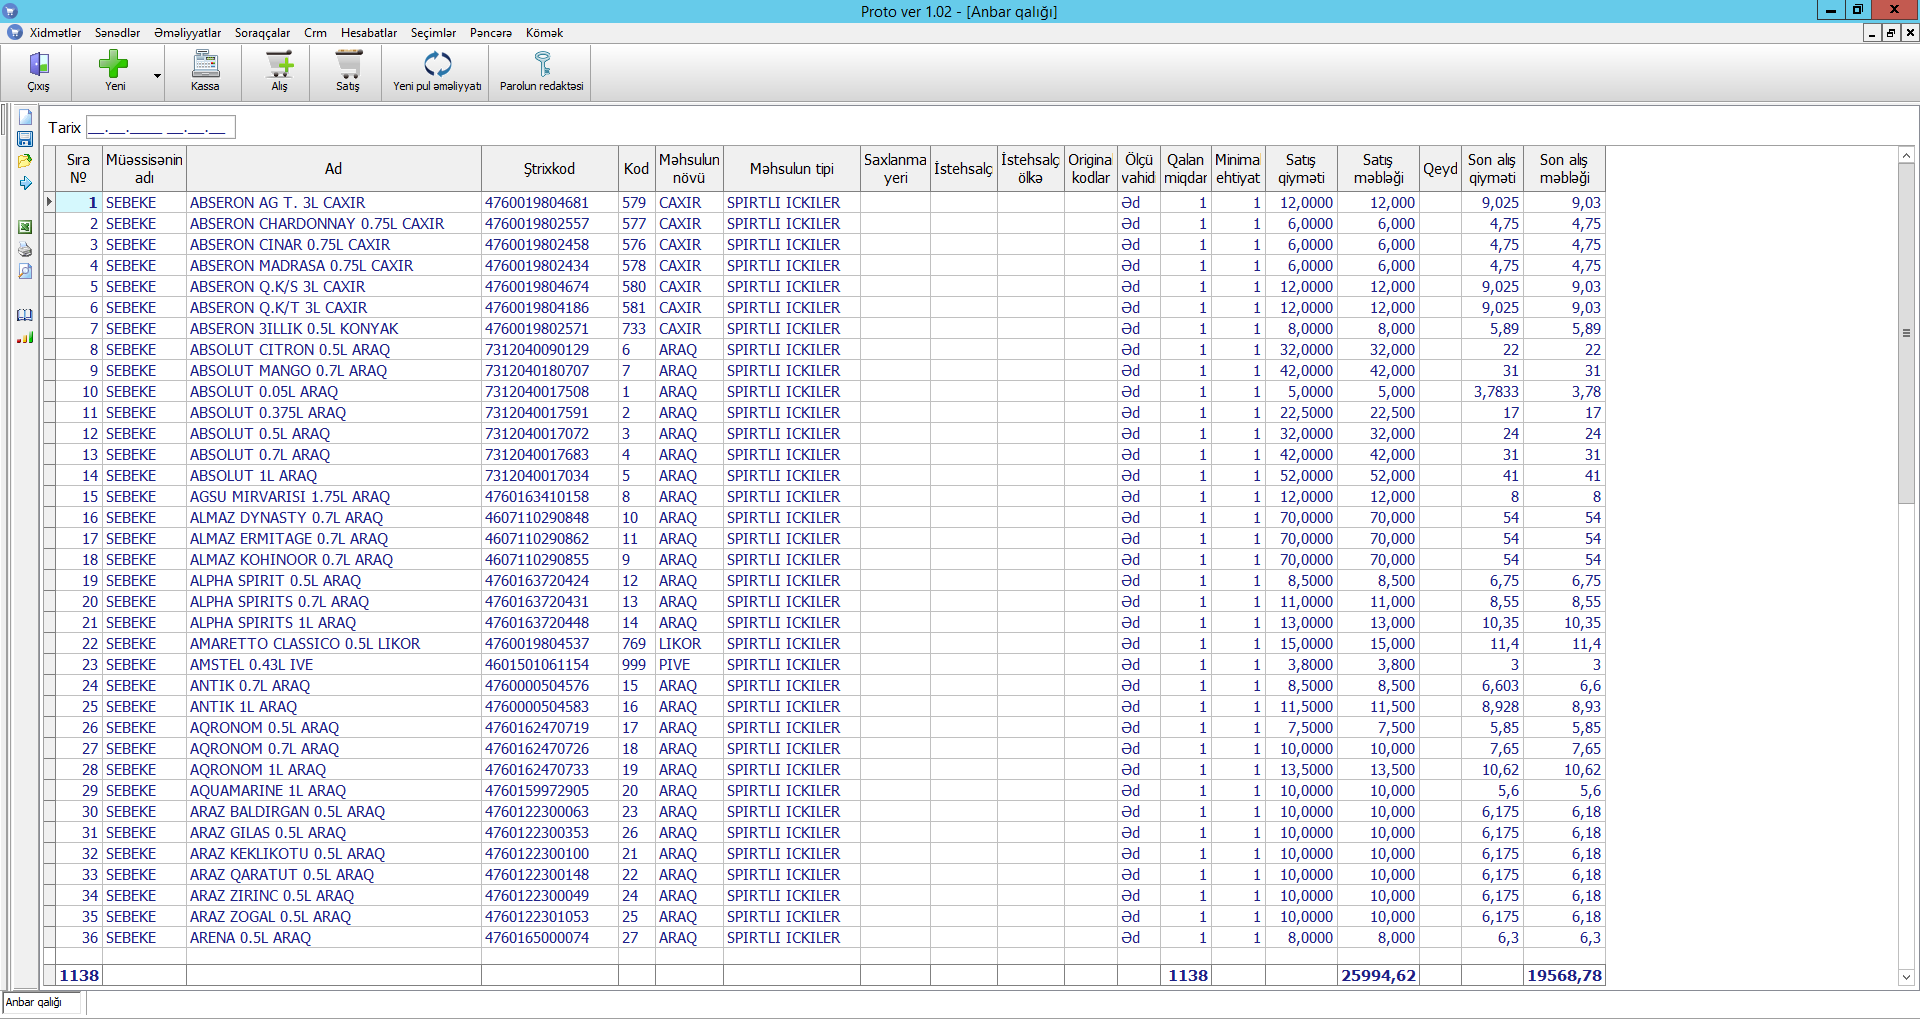 Proto ver 1.02 - [Anbar qalığı]
Xidmətlər Sənədlər Əməliyyatlar Soraqçalar Crm Hesabatlar Seçimlər Pəncərə Kömək
Çıxış Yeni Kassa Alış Satış Yeni pul əməliyyatı Parolun redaktəsi
Tarix __.__.____ __.__.__
Sıra Nº Müəssisənin adı Ad Ştrixkod Kod Məhsulun növü Məhsulun tipi Saxlanma yeri İstehsalç İstehsalç ölkə Original kodlar Ölçü vahid Qalan miqdar Minimal ehtiyat Satış qiyməti Satış məbləği Qeyd Son alış qiyməti Son alış məbləği
1 SEBEKE ABSERON AG T. 3L CAXIR 4760019804681 579 CAXIR SPIRTLI ICKILER Əd 1 1 12,0000 12,000 9,025 9,03
2 SEBEKE ABSERON CHARDONNAY 0.75L CAXIR 4760019802557 577 CAXIR SPIRTLI ICKILER Əd 1 1 6,0000 6,000 4,75 4,75
3 SEBEKE ABSERON CINAR 0.75L CAXIR 4760019802458 576 CAXIR SPIRTLI ICKILER Əd 1 1 6,0000 6,000 4,75 4,75
4 SEBEKE ABSERON MADRASA 0.75L CAXIR 4760019802434 578 CAXIR SPIRTLI ICKILER Əd 1 1 6,0000 6,000 4,75 4,75
5 SEBEKE ABSERON Q.K/S 3L CAXIR 4760019804674 580 CAXIR SPIRTLI ICKILER Əd 1 1 12,0000 12,000 9,025 9,03
6 SEBEKE ABSERON Q.K/T 3L CAXIR 4760019804186 581 CAXIR SPIRTLI ICKILER Əd 1 1 12,0000 12,000 9,025 9,03
7 SEBEKE ABSERON 3ILLIK 0.5L KONYAK 4760019802571 733 CAXIR SPIRTLI ICKILER Əd 1 1 8,0000 8,000 5,89 5,89
8 SEBEKE ABSOLUT CITRON 0.5L ARAQ 7312040090129 6 ARAQ SPIRTLI ICKILER Əd 1 1 32,0000 32,000 22 22
9 SEBEKE ABSOLUT MANGO 0.7L ARAQ 7312040180707 7 ARAQ SPIRTLI ICKILER Əd 1 1 42,0000 42,000 31 31
10 SEBEKE ABSOLUT 0.05L ARAQ 7312040017508 1 ARAQ SPIRTLI ICKILER Əd 1 1 5,0000 5,000 3,7833 3,78
11 SEBEKE ABSOLUT 0.375L ARAQ 7312040017591 2 ARAQ SPIRTLI ICKILER Əd 1 1 22,5000 22,500 17 17
12 SEBEKE ABSOLUT 0.5L ARAQ 7312040017072 3 ARAQ SPIRTLI ICKILER Əd 1 1 32,0000 32,000 24 24
13 SEBEKE ABSOLUT 0.7L ARAQ 7312040017683 4 ARAQ SPIRTLI ICKILER Əd 1 1 42,0000 42,000 31 31
14 SEBEKE ABSOLUT 1L ARAQ 7312040017034 5 ARAQ SPIRTLI ICKILER Əd 1 1 52,0000 52,000 41 41
15 SEBEKE AGSU MIRVARISI 1.75L ARAQ 4760163410158 8 ARAQ SPIRTLI ICKILER Əd 1 1 12,0000 12,000 8 8
16 SEBEKE ALMAZ DYNASTY 0.7L ARAQ 4607110290848 10 ARAQ SPIRTLI ICKILER Əd 1 1 70,0000 70,000 54 54
17 SEBEKE ALMAZ ERMITAGE 0.7L ARAQ 4607110290862 11 ARAQ SPIRTLI ICKILER Əd 1 1 70,0000 70,000 54 54
18 SEBEKE ALMAZ KOHINOOR 0.7L ARAQ 4607110290855 9 ARAQ SPIRTLI ICKILER Əd 1 1 70,0000 70,000 54 54
19 SEBEKE ALPHA SPIRIT 0.5L ARAQ 4760163720424 12 ARAQ SPIRTLI ICKILER Əd 1 1 8,5000 8,500 6,75 6,75
20 SEBEKE ALPHA SPIRITS 0.7L ARAQ 4760163720431 13 ARAQ SPIRTLI ICKILER Əd 1 1 11,0000 11,000 8,55 8,55
21 SEBEKE ALPHA SPIRITS 1L ARAQ 4760163720448 14 ARAQ SPIRTLI ICKILER Əd 1 1 13,0000 13,000 10,35 10,35
22 SEBEKE AMARETTO CLASSICO 0.5L LIKOR 4760019804537 769 LIKOR SPIRTLI ICKILER Əd 1 1 15,0000 15,000 11,4 11,4
23 SEBEKE AMSTEL 0.43L IVE 4601501061154 999 PIVE SPIRTLI ICKILER Əd 1 1 3,8000 3,800 3 3
24 SEBEKE ANTIK 0.7L ARAQ 4760000504576 15 ARAQ SPIRTLI ICKILER Əd 1 1 8,5000 8,500 6,603 6,6
25 SEBEKE ANTIK 1L ARAQ 4760000504583 16 ARAQ SPIRTLI ICKILER Əd 1 1 11,5000 11,500 8,928 8,93
26 SEBEKE AQRONOM 0.5L ARAQ 4760162470719 17 ARAQ SPIRTLI ICKILER Əd 1 1 7,5000 7,500 5,85 5,85
27 SEBEKE AQRONOM 0.7L ARAQ 4760162470726 18 ARAQ SPIRTLI ICKILER Əd 1 1 10,0000 10,000 7,65 7,65
28 SEBEKE AQRONOM 1L ARAQ 4760162470733 19 ARAQ SPIRTLI ICKILER Əd 1 1 13,5000 13,500 10,62 10,62
29 SEBEKE AQUAMARINE 1L ARAQ 4760159972905 20 ARAQ SPIRTLI ICKILER Əd 1 1 10,0000 10,000 5,6 5,6
30 SEBEKE ARAZ BALDIRGAN 0.5L ARAQ 4760122300063 23 ARAQ SPIRTLI ICKILER Əd 1 1 10,0000 10,000 6,175 6,18
31 SEBEKE ARAZ GILAS 0.5L ARAQ 4760122300353 26 ARAQ SPIRTLI ICKILER Əd 1 1 10,0000 10,000 6,175 6,18
32 SEBEKE ARAZ KEKLIKOTU 0.5L ARAQ 4760122300100 21 ARAQ SPIRTLI ICKILER Əd 1 1 10,0000 10,000 6,175 6,18
33 SEBEKE ARAZ QARATUT 0.5L ARAQ 4760122300148 22 ARAQ SPIRTLI ICKILER Əd 1 1 10,0000 10,000 6,175 6,18
34 SEBEKE ARAZ ZIRINC 0.5L ARAQ 4760122300049 24 ARAQ SPIRTLI ICKILER Əd 1 1 10,0000 10,000 6,175 6,18
35 SEBEKE ARAZ ZOGAL 0.5L ARAQ 4760122301053 25 ARAQ SPIRTLI ICKILER Əd 1 1 10,0000 10,000 6,175 6,18
36 SEBEKE ARENA 0.5L ARAQ 4760165000074 27 ARAQ SPIRTLI ICKILER Əd 1 1 8,0000 8,000 6,3 6,3
1138 1138 25994,62 19568,78
Anbar qalığı